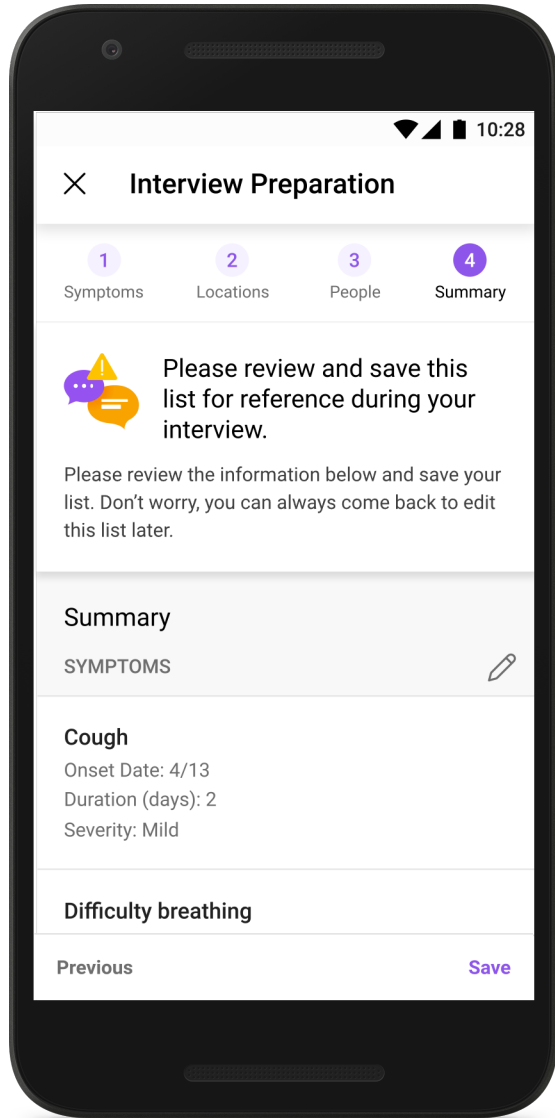 10:28
Interview Preparation
1 2 3 4
Symptoms Locations People Summary
Please review and save this
list for reference during your
interview.
Please review the information below and save your
list. Don’t worry, you can always come back to edit
this list later.
Summary
SYMPTOMS
Cough
Onset Date: 4/13
Duration (days): 2
Severity: Mild
Difficulty breathing
Previous Save